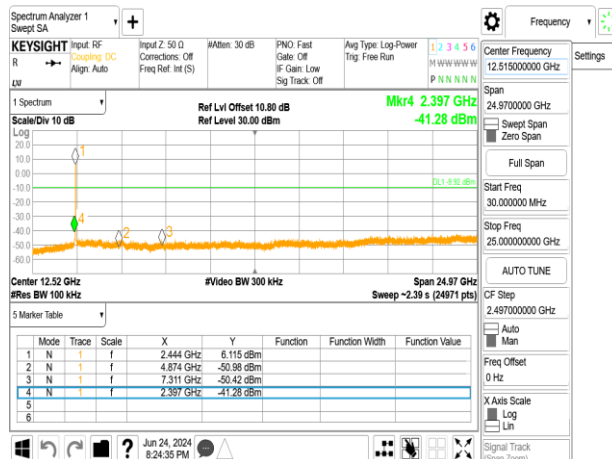 Spectrum Analyzer 1
Swept SA
Frequency
KEYSIGHT Input: RF Input Z: 50 Ω #Atten: 30 dB PNO: Fast Avg Type: Log-Power 1 2 3 4 5 6
R Coupling: DC Corrections: Off Gate: Off Trig: Free Run M W W W W W
Align: Auto Freq Ref: Int (S) IF Gain: Low
LXI Sig Track: Off P N N N N N
1 Spectrum
Scale/Div 10 dB
Ref Lvl Offset 10.80 dB
Ref Level 30.00 dBm
Mkr4 2.397 GHz
-41.28 dBm
Log
20.0
10.0
0.00
-10.0
-20.0
-30.0
-40.0
-50.0
-60.0
1
4
2
3
DL1 -8.92 dBm
Center 12.52 GHz #Video BW 300 kHz Span 24.97 GHz
#Res BW 100 kHz Sweep ~2.39 s (24971 pts)
5 Marker Table
Mode Trace Scale X Y Function Function Width Function Value
1 N 1 f 2.444 GHz 6.115 dBm
2 N 1 f 4.874 GHz -50.98 dBm
3 N 1 f 7.311 GHz -50.42 dBm
4 N 1 f 2.397 GHz -41.28 dBm
5
6
Jun 24, 2024
8:24:35 PM
Center Frequency
12.515000000 GHz
Settings
Span
24.9700000 GHz
Swept Span
Zero Span
Full Span
Start Freq
30.000000 MHz
Stop Freq
25.000000000 GHz
AUTO TUNE
CF Step
2.497000000 GHz
Auto
Man
Freq Offset
0 Hz
X Axis Scale
Log
Lin
Signal Track
(Span Zoom)